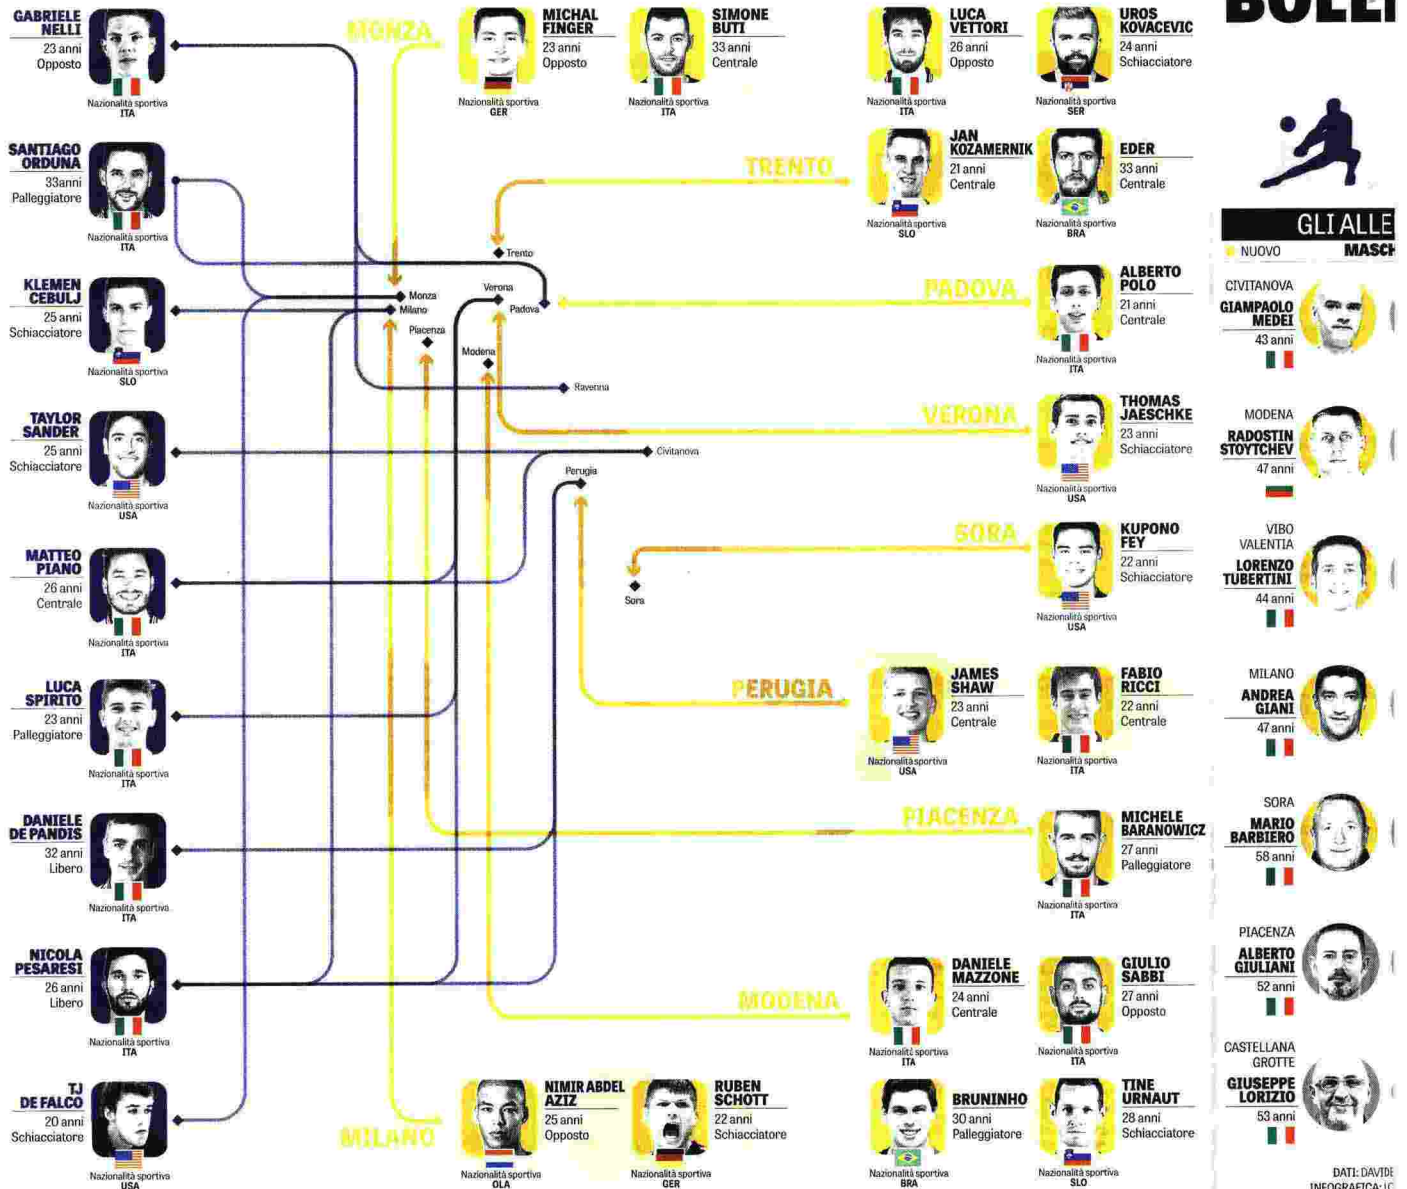 GABRIELE
NELLI
23 anni
Opposto
Nazionalità sportiva
ITA
SANTIAGO
ORDUNA
33anni
Palleggiatore
Nazionalità sportiva
ITA
KLEMEN
CEBULJ
25 anni
Schiacciatore
Nazionalità sportiva
SLO
TAYLOR
SANDER
25 anni
Schiacciatore
Nazionalità sportiva
USA
MATTEO
PIANO
26 anni
Centrale
Nazionalità sportiva
ITA
LUCA
SPIRITO
23 anni
Palleggiatore
Nazionalità sportiva
ITA
DANIELE
DE PANDIS
32 anni
Libero
Nazionalità sportiva
ITA
NICOLA
PESARESI
26 anni
Libero
Nazionalità sportiva
ITA
TJ
DE FALCO
20 anni
Schiacciatore
Nazionalità sportiva
USA
MONZA
MICHAL
FINGER
23 anni
Opposto
Nazionalità sportiva
GER
SIMONE
BUTI
33 anni
Centrale
Nazionalità sportiva
ITA
Trento
Verona
Monza
Milano
Padova
Piacenza
Modena
Ravenna
Civitanova
Perugia
Sora
LUCA
VETTORI
26 anni
Opposto
Nazionalità sportiva
ITA
UROS
KOVACEVIC
24 anni
Schiacciatore
Nazionalità sportiva
SER
TRENTO
JAN
KOZAMERNIK
21 anni
Centrale
Nazionalità sportiva
SLO
EDER
33 anni
Centrale
Nazionalità sportiva
BRA
PADOVA
ALBERTO
POLO
21 anni
Centrale
Nazionalità sportiva
ITA
VERONA
THOMAS
JAESCHKE
23 anni
Schiacciatore
Nazionalità sportiva
USA
SORA
KUPONO
FEY
22 anni
Schiacciatore
Nazionalità sportiva
USA
PERUGIA
JAMES
SHAW
23 anni
Centrale
Nazionalità sportiva
USA
FABIO
RICCI
22 anni
Centrale
Nazionalità sportiva
ITA
PIACENZA
MICHELE
BARANOWICZ
27 anni
Palleggiatore
Nazionalità sportiva
ITA
MODENA
DANIELE
MAZZONE
24 anni
Centrale
Nazionalità sportiva
ITA
GIULIO
SABBI
27 anni
Opposto
Nazionalità sportiva
ITA
BRUNINHO
30 anni
Palleggiatore
Nazionalità sportiva
BRA
TINE
URNAUT
28 anni
Schiacciatore
Nazionalità sportiva
SLO
MILANO
NIMIR ABDEL
AZIZ
25 anni
Opposto
Nazionalità sportiva
OLA
RUBEN
SCHOTT
22 anni
Schiacciatore
Nazionalità sportiva
GER
GLI ALLE
NUOVO
MASCH
CIVITANOVA
GIAMPAOLO
MEDEI
43 anni
MODENA
RADOSTIN
STOYTCHEV
47 anni
VIBO
VALENTIA
LORENZO
TUBERTINI
44 anni
MILANO
ANDREA
GIANI
47 anni
SORA
MARIO
BARBIERO
58 anni
PIACENZA
ALBERTO
GIULIANI
52 anni
CASTELLANA
GROTTE
GIUSEPPE
LORIZIO
53 anni
DATI: DAVIDE
INFOGRAFICA: